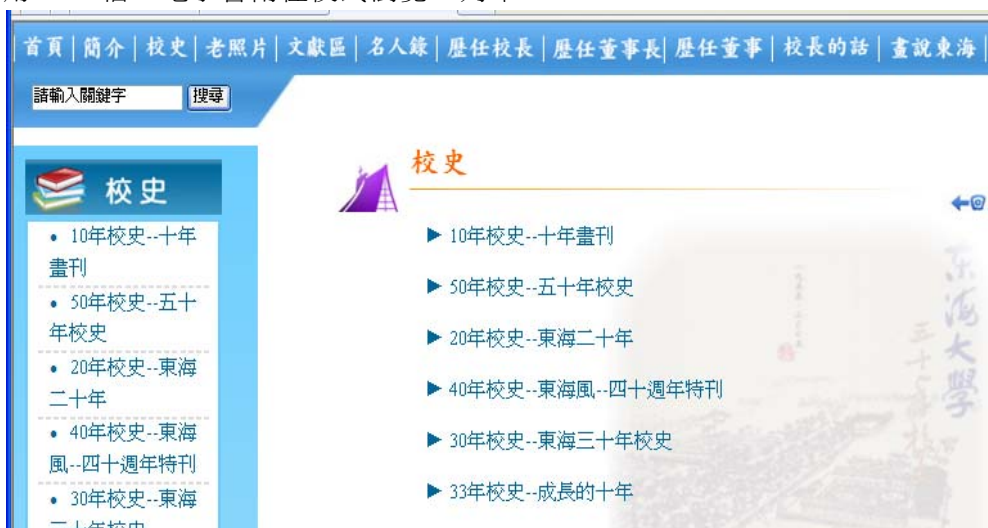 首頁 | 簡介 | 校史 | 老照片 | 文獻區 | 名人錄 | 歷任校長 | 歷任董事長 | 歷任董事 | 校長的話 | 畫說東海 |
請輸入關鍵字 搜尋
校史
• 10年校史--十年
畫刊
• 50年校史--五十
年校史
• 20年校史--東海
二十年
• 40年校史--東海
風--四十週年特刊
• 30年校史--東海
校史
▶ 10年校史--十年畫刊
▶ 50年校史--五十年校史
▶ 20年校史--東海二十年
▶ 40年校史--東海風--四十週年特刊
▶ 30年校史--東海三十年校史
▶ 33年校史--成長的十年
东海大學